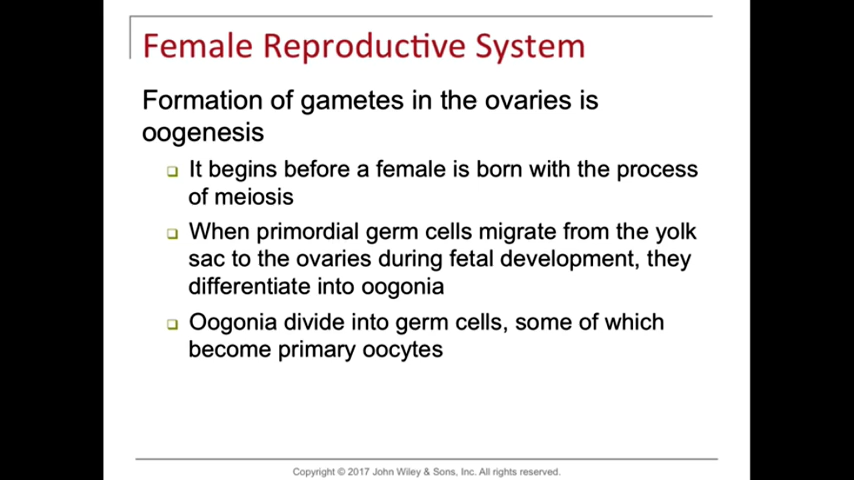 Female Reproductive System
Formation of gametes in the ovaries is
oogenesis
It begins before a female is born with the process
of meiosis
When primordial germ cells migrate from the yolk
sac to the ovaries during fetal development, they
differentiate into oogonia
Oogonia divide into germ cells, some of which
become primary oocytes
Copyright © 2017 John Wiley & Sons, Inc. All rights reserved.